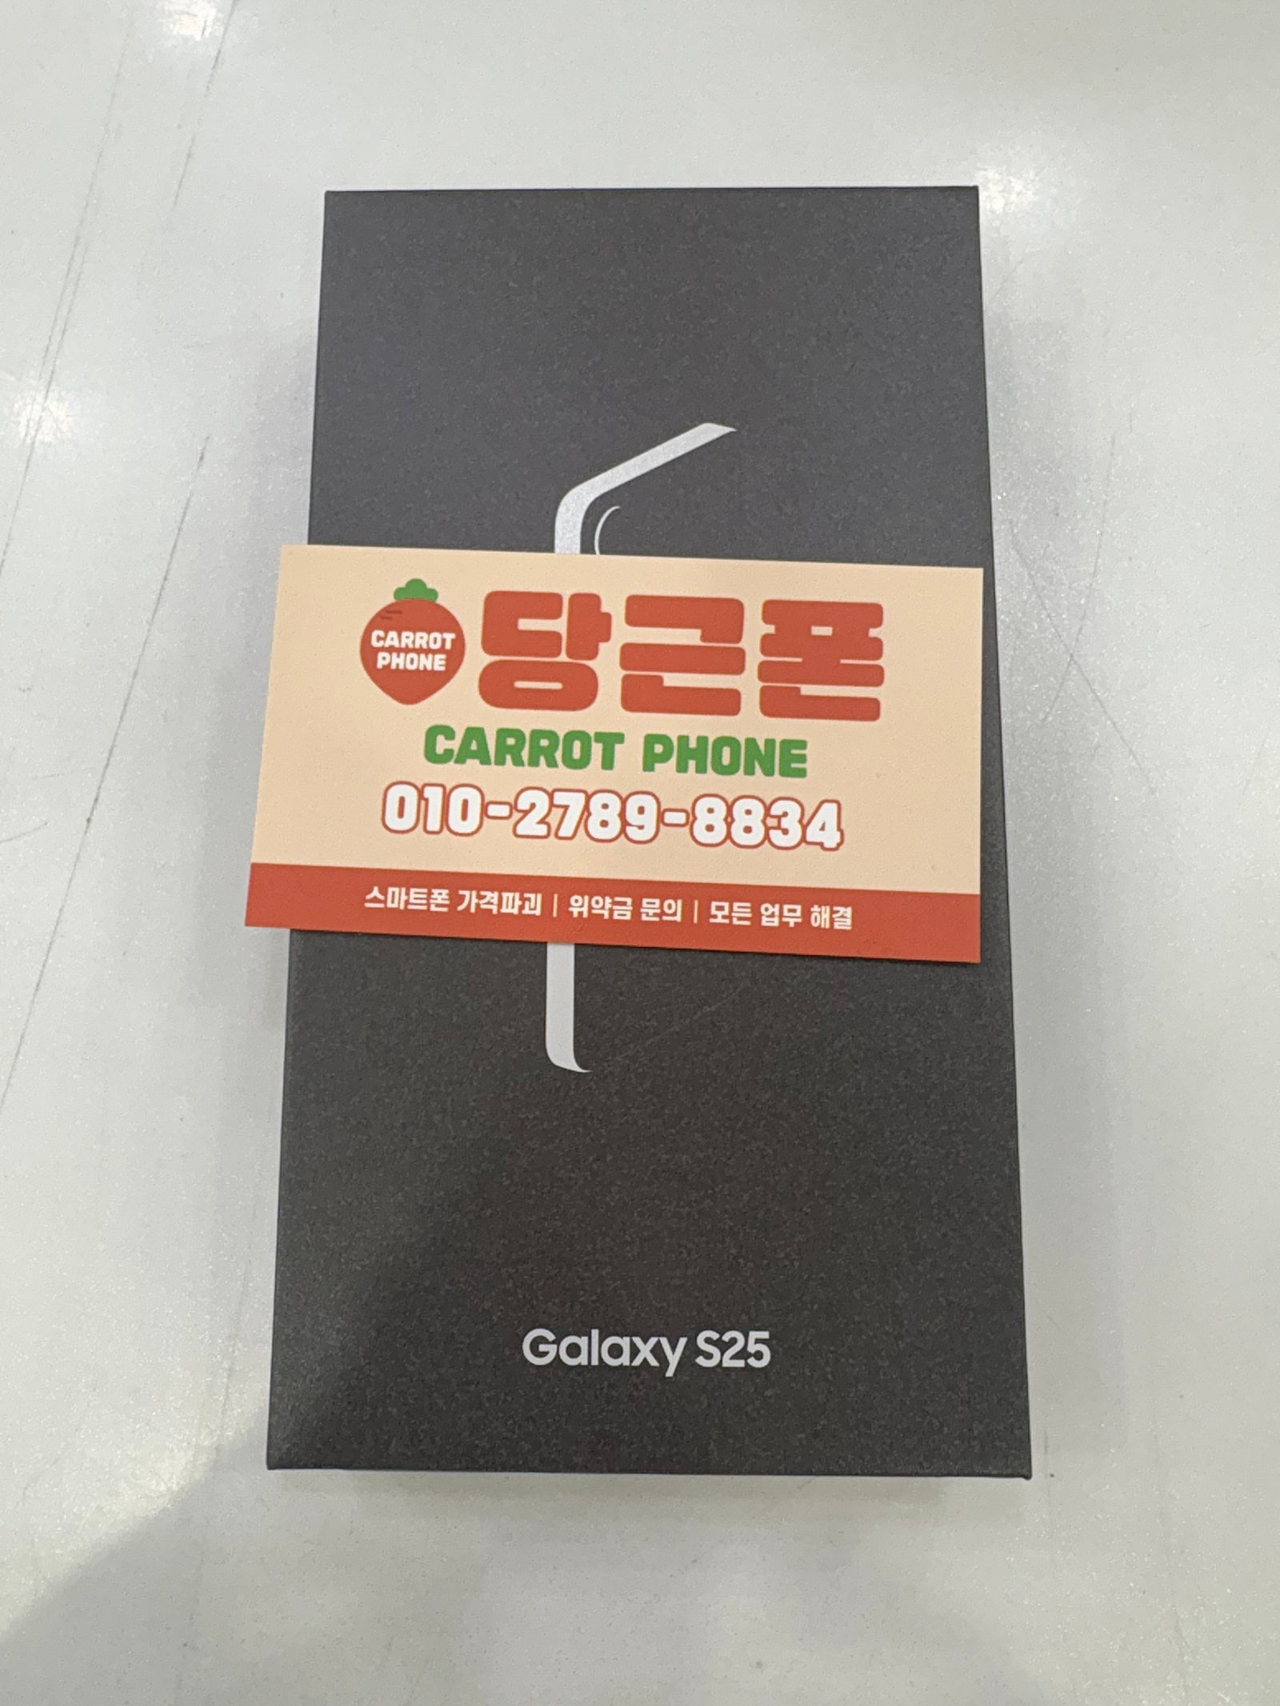 CARROT
PHONE
당근폰
CARROT PHONE
010-2789-8834
스마트폰 가격파괴 | 위약금 문의 | 모든 업무 해결
Galaxy S25